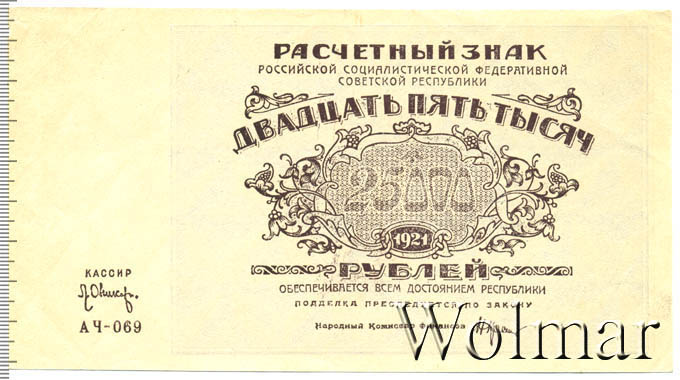 РАСЧЕТНЫЙ ЗНАК
РОССИЙСКОЙ СОЦИАЛИСТИЧЕСКОЙ ФЕДЕРАТИВНОЙ
СОВЕТСКОЙ РЕСПУБЛИКИ
ДВАДЦАТЬ ПЯТЬ ТЫСЯЧ
25000
1921
РУБЛЕЙ
ОБЕСПЕЧИВАЕТСЯ ВСЕМ ДОСТОЯНИЕМ РЕСПУБЛИКИ
ПОДДЕЛКА ПРЕСЛЕДУЕТСЯ ПО ЗАКОНУ
Народный Комиссар Финансов
КАССИР
АЧ-069
Wolmar